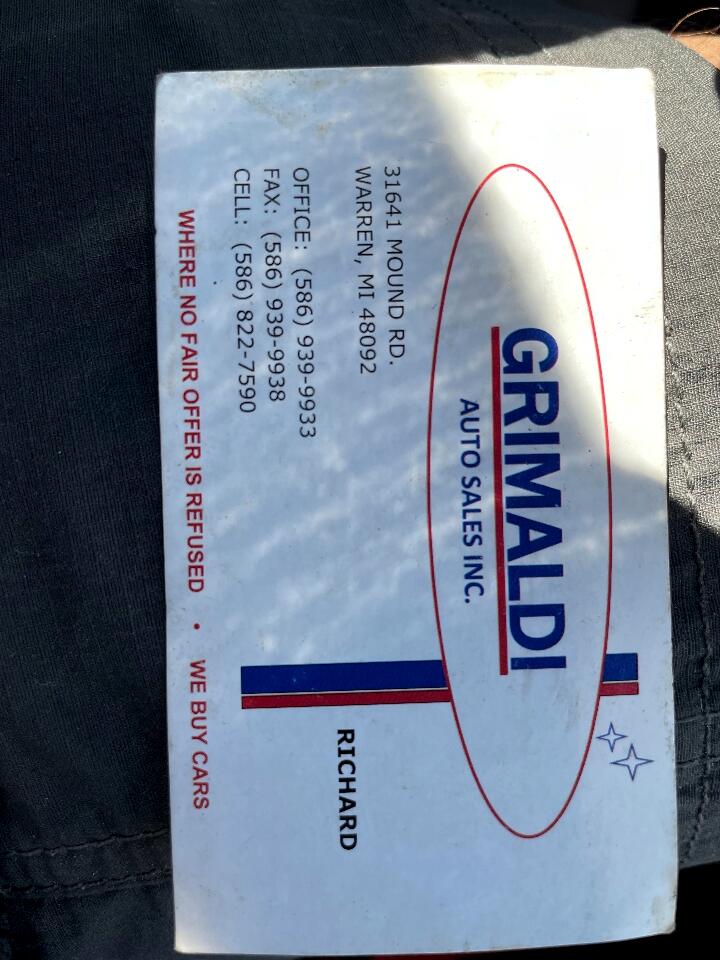 GRIMALDI
AUTO SALES INC.
31641 MOUND RD.
WARREN, MI 48092
RICHARD
OFFICE: (586) 939-9933
FAX: (586) 939-9938
CELL: (586) 822-7590
WHERE NO FAIR OFFER IS REFUSED • WE BUY CARS